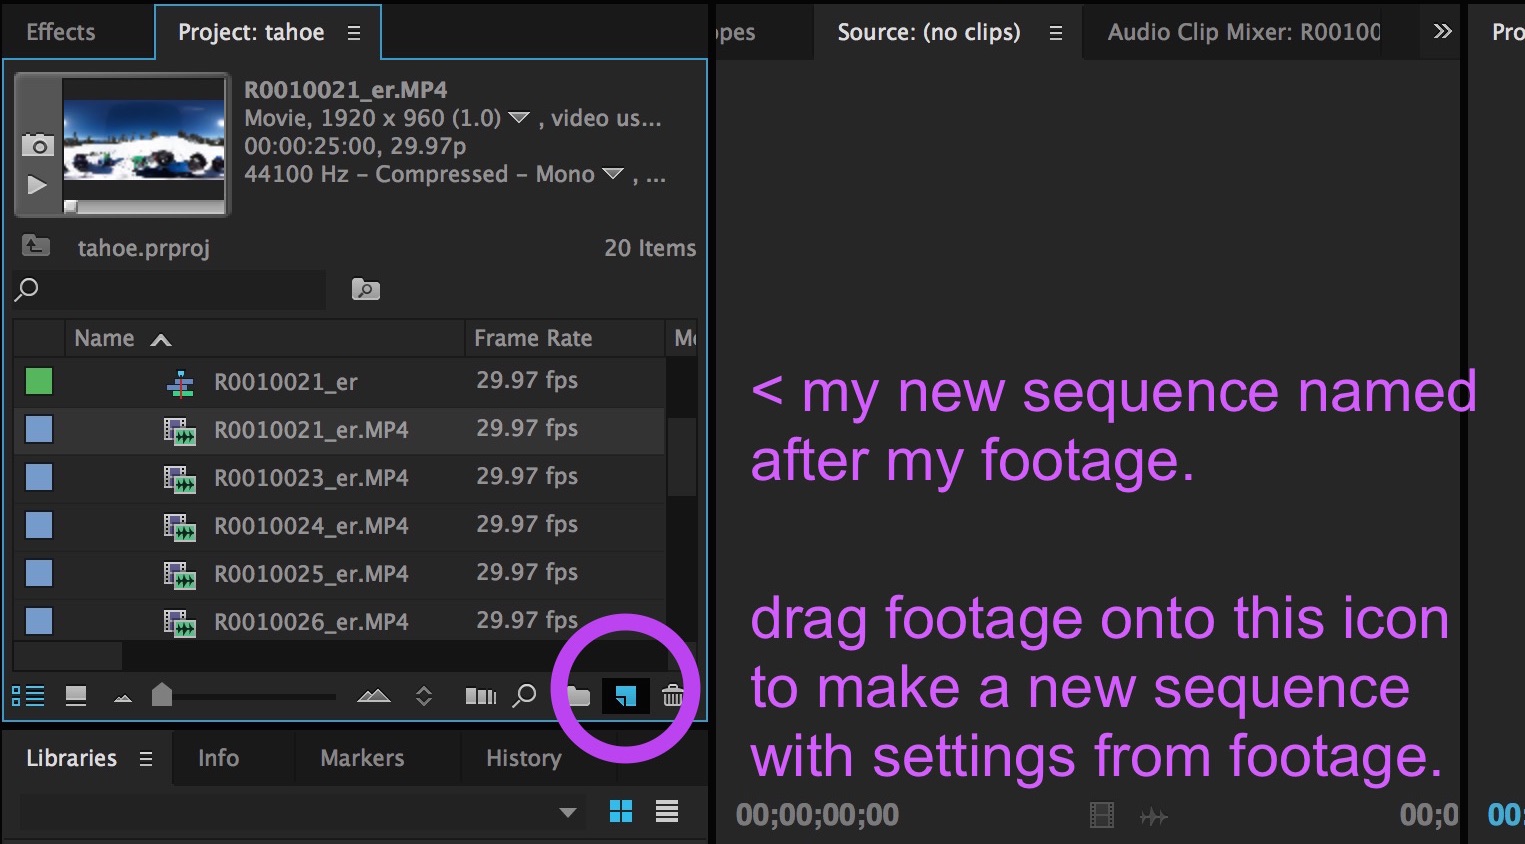 Effects
Project: tahoe
opes
Source: (no clips)
Audio Clip Mixer: R00100
R0010021_er.MP4
Movie, 1920 x 960 (1.0) , video us...
00:00:25:00, 29.97p
44100 Hz - Compressed - Mono , ...
tahoe.prproj
20 Items
Name
Frame Rate
R0010021_er 29.97 fps
R0010021_er.MP4 29.97 fps
R0010023_er.MP4 29.97 fps
R0010024_er.MP4 29.97 fps
R0010025_er.MP4 29.97 fps
R0010026_er.MP4 29.97 fps
< my new sequence named
after my footage.
drag footage onto this icon
to make a new sequence
with settings from footage.
Libraries
Info
Markers
History
00;00;00;00
00;0
00;